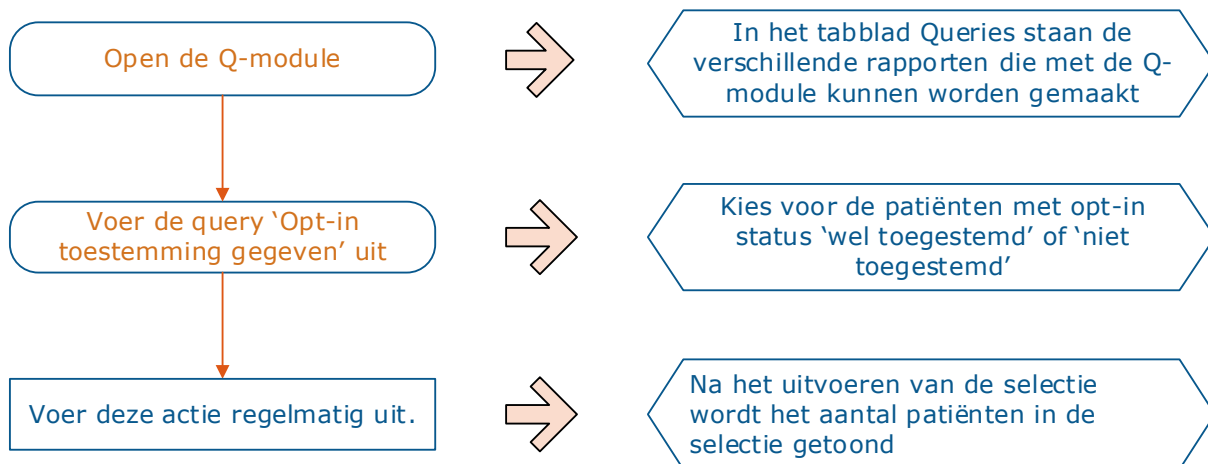 Open de Q-module
In het tabblad Queries staan de
verschillende rapporten die met de Q-
module kunnen worden gemaakt
Voer de query ‘Opt-in
toestemming gegeven’ uit
Kies voor de patiënten met opt-in
status ‘wel toegestemd’ of ‘niet
toegestemd’
Voer deze actie regelmatig uit.
Na het uitvoeren van de selectie
wordt het aantal patiënten in de
selectie getoond